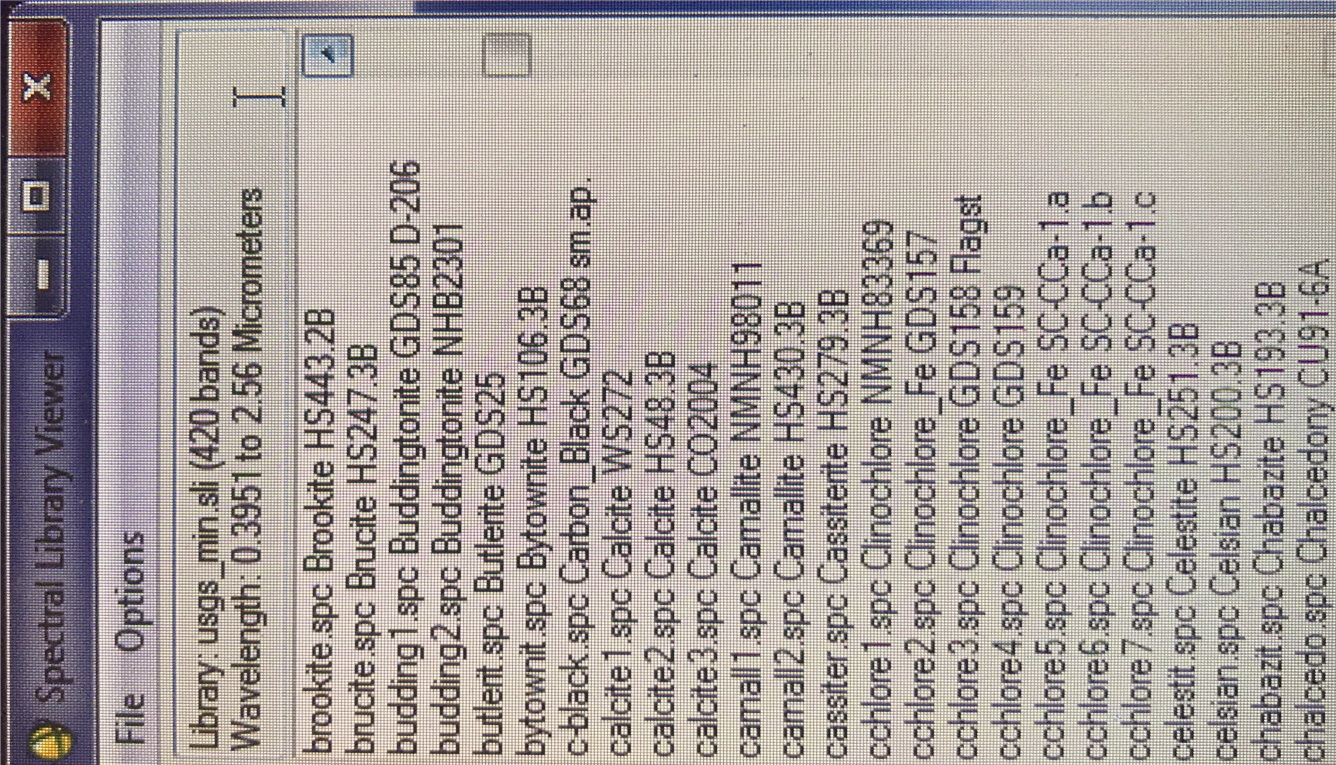 Spectral Library Viewer
File Options
Library: usgs_min.sli (420 bands)
Wavelength: 0.3951 to 2.56 Micrometers
brookite.spc Brookite HS443.2B
brucite.spc Brucite HS247.3B
budding1.spc Buddingtonite GDS85 D-206
budding2.spc Buddingtonite NHB2301
butlerit.spc Butlerite GDS25
bytownit.spc Bytownite HS106.3B
c-black.spc Carbon_Black GDS68 sm.ap.
calcite1.spc Calcite WS272
calcite2.spc Calcite HS48.3B
calcite3.spc Calcite CO2004
carnall1.spc Carnallite NMNH98011
carnall2.spc Carnallite HS430.3B
cassiter.spc Cassiterite HS279.3B
cchlore1.spc Clinochlore NMNH83369
cchlore2.spc Clinochlore_Fe GDS157
cchlore3.spc Clinochlore GDS158 Flagst
cchlore4.spc Clinochlore GDS159
cchlore5.spc Clinochlore_Fe SC-CCa-1.a
cchlore6.spc Clinochlore_Fe SC-CCa-1.b
cchlore7.spc Clinochlore_Fe SC-CCa-1.c
celestit.spc Celestite HS251.3B
celsian.spc Celsian HS200.3B
chabazit.spc Chabazite HS193.3B
chalcedo.spc Chalcedony CU91-6A